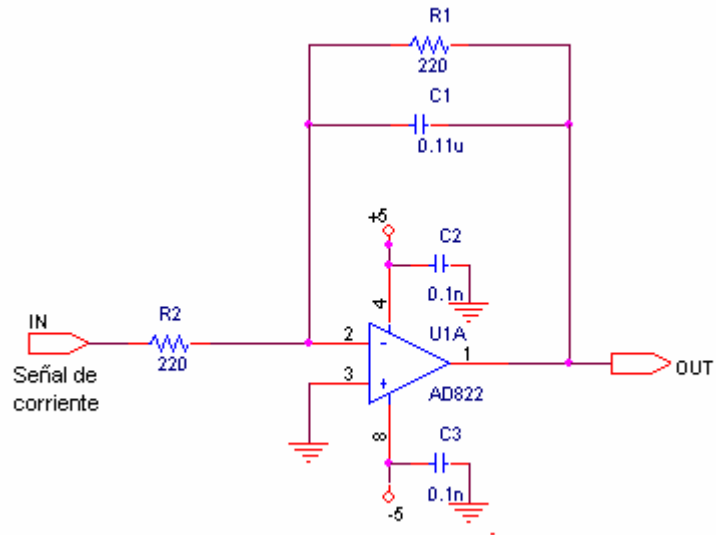 R1
220
C1
0.11u
+5
C2
0.1n
4
R2
220
IN
Señal de
corriente
2
3
-
+
U1A
1
AD822
OUT
8
C3
0.1n
-5